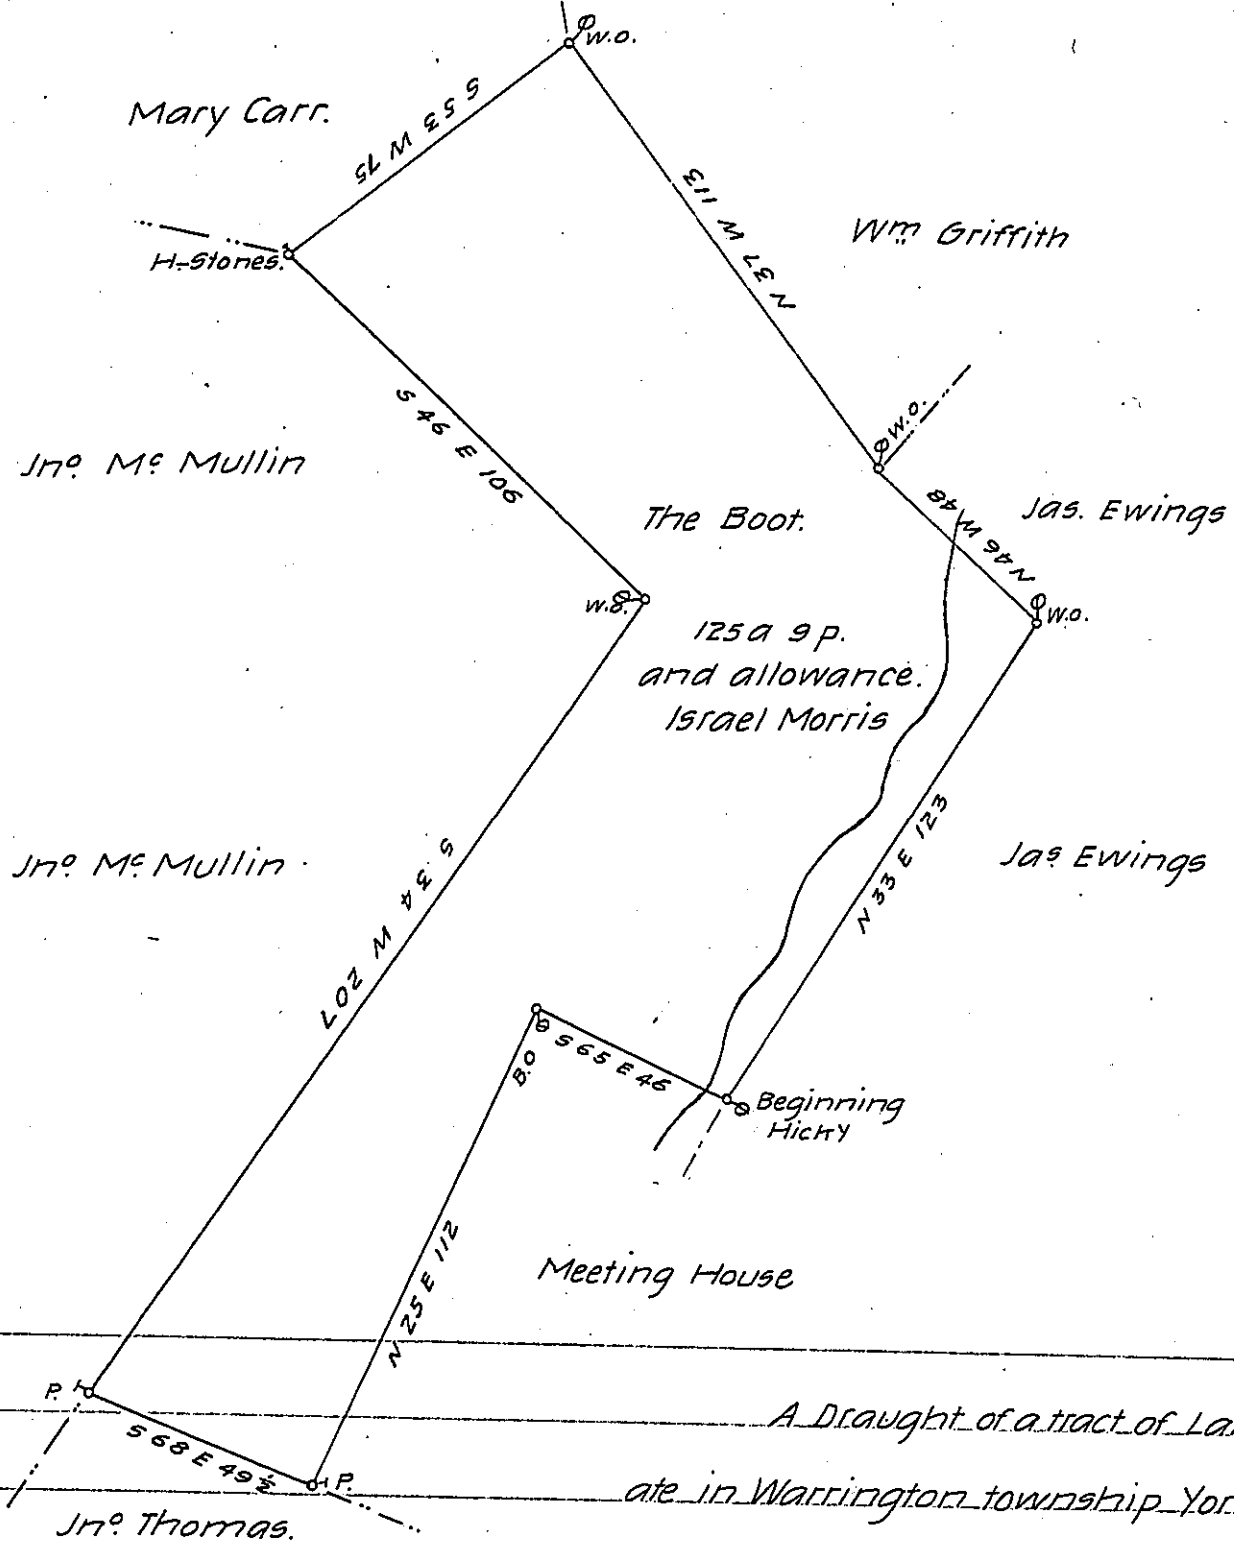 W.O.
Mary Carr.
S 53 W 75
N 37 W 113
Wm. Griffith
H-Stones.
S 46 E 106
W.O.
Jno. Mc Mullin
The Boot.
N 46 W 48
Jas. Ewings
W.O.
W.O.
125 a 9 p.
and allowance.
Israel Morris
Jno. Mc Mullin
S 34 W 207
N 33 E 123
Jas Ewings
B.O
S 65 E 46
Beginning
Hicky
N 25 E 112
Meeting House
P.
S 68 E 49 ½
P.
Jno. Thomas.
A Draught of a tract of La
ate in Warrington township Yor